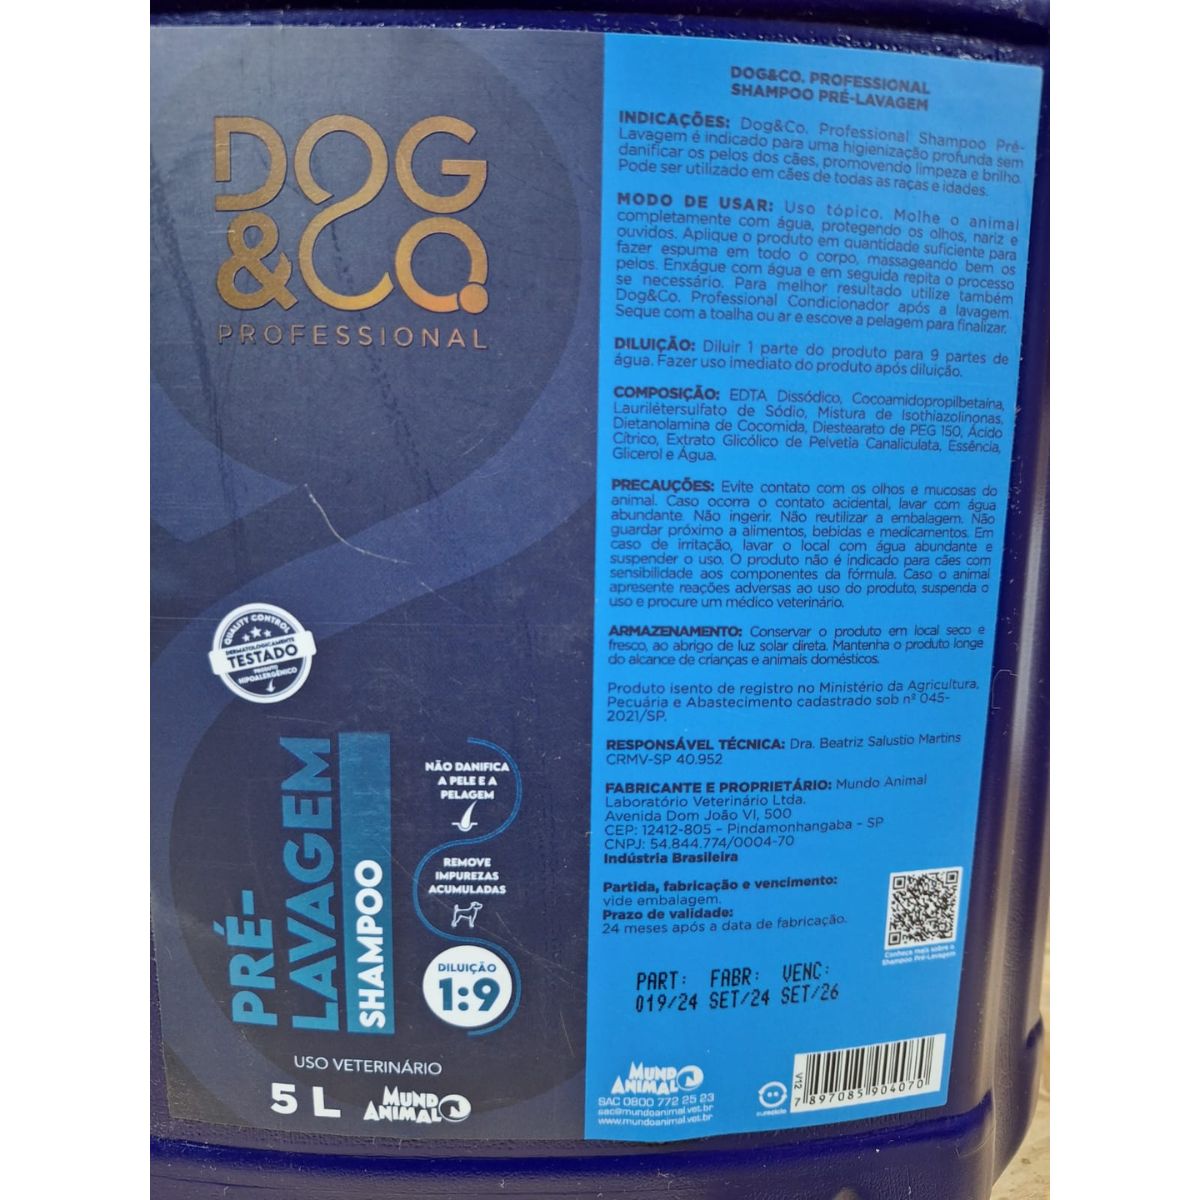 DOG
&CO.
PROFESSIONAL
QUALITY CONTROL
DERMATOLOGICAMENTE
TESTADO
PRODUTO
HIPOALERGÊNICO
PRÉ-
LAVAGEM
SHAMPOO
NÃO DANIFICA
A PELE E A
PELAGEM
REMOVE
IMPUREZAS
ACUMULADAS
DILUIÇÃO
1:9
USO VETERINÁRIO
5 L
MUNDO
ANIMAL
DOG&CO. PROFESSIONAL
SHAMPOO PRÉ-LAVAGEM
INDICAÇÕES: Dog&Co. Professional Shampoo Pré-
Lavagem é indicado para uma higienização profunda sem
danificar os pelos dos cães, promovendo limpeza e brilho.
Pode ser utilizado em cães de todas as raças e idades.
MODO DE USAR: Uso tópico. Molhe o animal
completamente com água, protegendo os olhos, nariz e
ouvidos. Aplique o produto em quantidade suficiente para
fazer espuma em todo o corpo, massageando bem os
pelos. Enxágue com água e em seguida repita o processo
se necessário. Para melhor resultado utilize também
Dog&Co. Professional Condicionador após a lavagem.
Seque com a toalha ou ar e escove a pelagem para finalizar.
DILUIÇÃO: Diluir 1 parte do produto para 9 partes de
água. Fazer uso imediato do produto após diluição.
COMPOSIÇÃO: EDTA Dissódico, Cocoamidopropilbetaína,
Laurilétersulfato de Sódio, Mistura de Isothiazolinonas,
Dietanolamina de Cocomida, Diestearato de PEG 150, Ácido
Cítrico, Extrato Glicólico de Pelvetia Canaliculata, Essência,
Glicerol e Água.
PRECAUÇÕES: Evite contato com os olhos e mucosas do
animal. Caso ocorra o contato acidental, lavar com água
abundante. Não ingerir. Não reutilizar a embalagem. Não
guardar próximo a alimentos, bebidas e medicamentos. Em
caso de irritação, lavar o local com água abundante e
suspender o uso. O produto não é indicado para cães com
sensibilidade aos componentes da fórmula. Caso o animal
apresente reações adversas ao uso do produto, suspenda o
uso e procure um médico veterinário.
ARMAZENAMENTO: Conservar o produto em local seco e
fresco, ao abrigo de luz solar direta. Mantenha o produto longe
do alcance de crianças e animais domésticos.
Produto isento de registro no Ministério da Agricultura,
Pecuária e Abastecimento cadastrado sob nº 045-
2021/SP.
RESPONSÁVEL TÉCNICA: Dra. Beatriz Salustio Martins
CRMV-SP 40.952
FABRICANTE E PROPRIETÁRIO: Mundo Animal
Laboratório Veterinário Ltda.
Avenida Dom João VI, 500
CEP: 12412-805 - Pindamonhangaba - SP
CNPJ: 54.844.774/0004-70
Indústria Brasileira
Partida, fabricação e vencimento:
vide embalagem.
Prazo de validade:
24 meses após a data de fabricação.
Conheça mais sobre o
Shampoo Pré-Lavagem
PART: FABR: VENC:
019/24 SET/24 SET/26
MUNDO
ANIMAL
SAC 0800 772 25 23
sac@mundoanimal.vet.br
www.mundoanimal.vet.br
eureciclo
V12
7 897085 904070